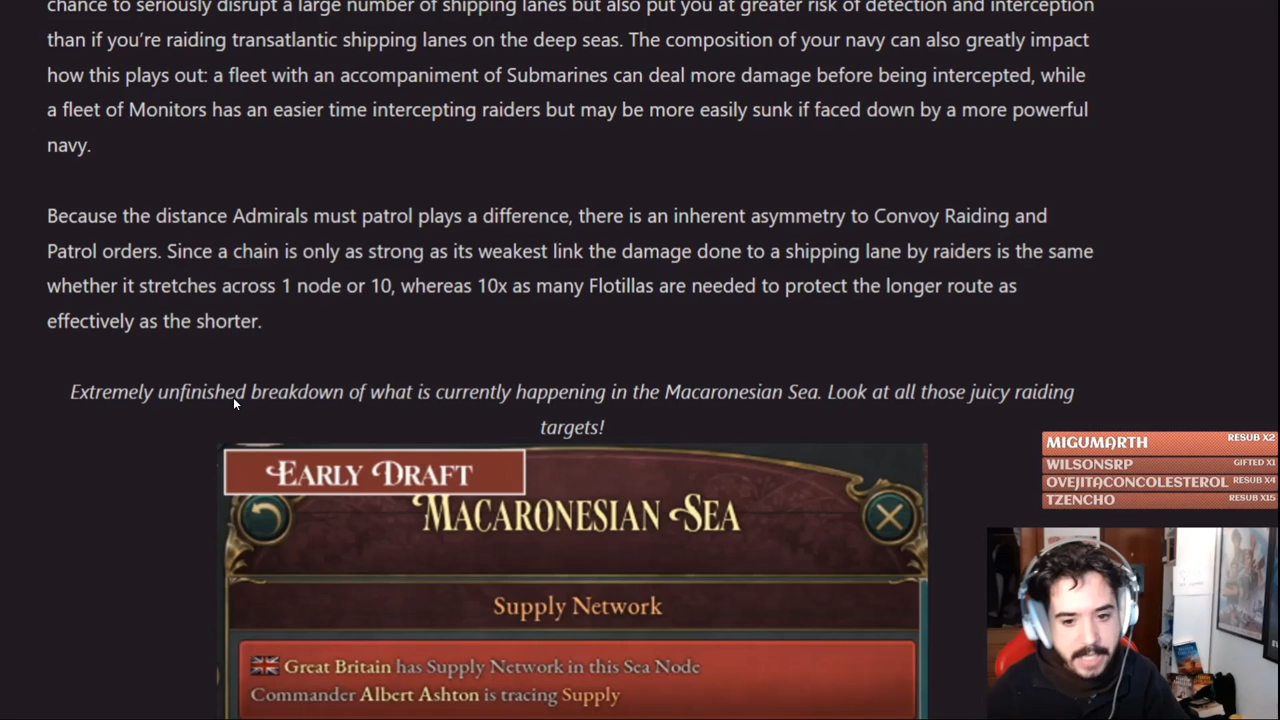 chance to seriously disrupt a large number of shipping lanes but also put you at greater risk of detection and interception
than if you're raiding transatlantic shipping lanes on the deep seas. The composition of your navy can also greatly impact
how this plays out: a fleet with an accompaniment of Submarines can deal more damage before being intercepted, while
a fleet of Monitors has an easier time intercepting raiders but may be more easily sunk if faced down by a more powerful
navy.
Because the distance Admirals must patrol plays a difference, there is an inherent asymmetry to Convoy Raiding and
Patrol orders. Since a chain is only as strong as its weakest link the damage done to a shipping lane by raiders is the same
whether it stretches across 1 node or 10, whereas 10x as many Flotillas are needed to protect the longer route as
effectively as the shorter.
Extremely unfinished breakdown of what is currently happening in the Macaronesian Sea. Look at all those juicy raiding
targets!
EARLY DRAFT
MACARONESIAN SEA
Supply Network
Great Britain has Supply Network in this Sea Node
Commander Albert Ashton is tracing Supply
MIGUMARTH RESUB X2
WILSONSRP GIFTED X1
OVEJITACONCOLESTEROL RESUB X4
TZENCHO RESUB X15